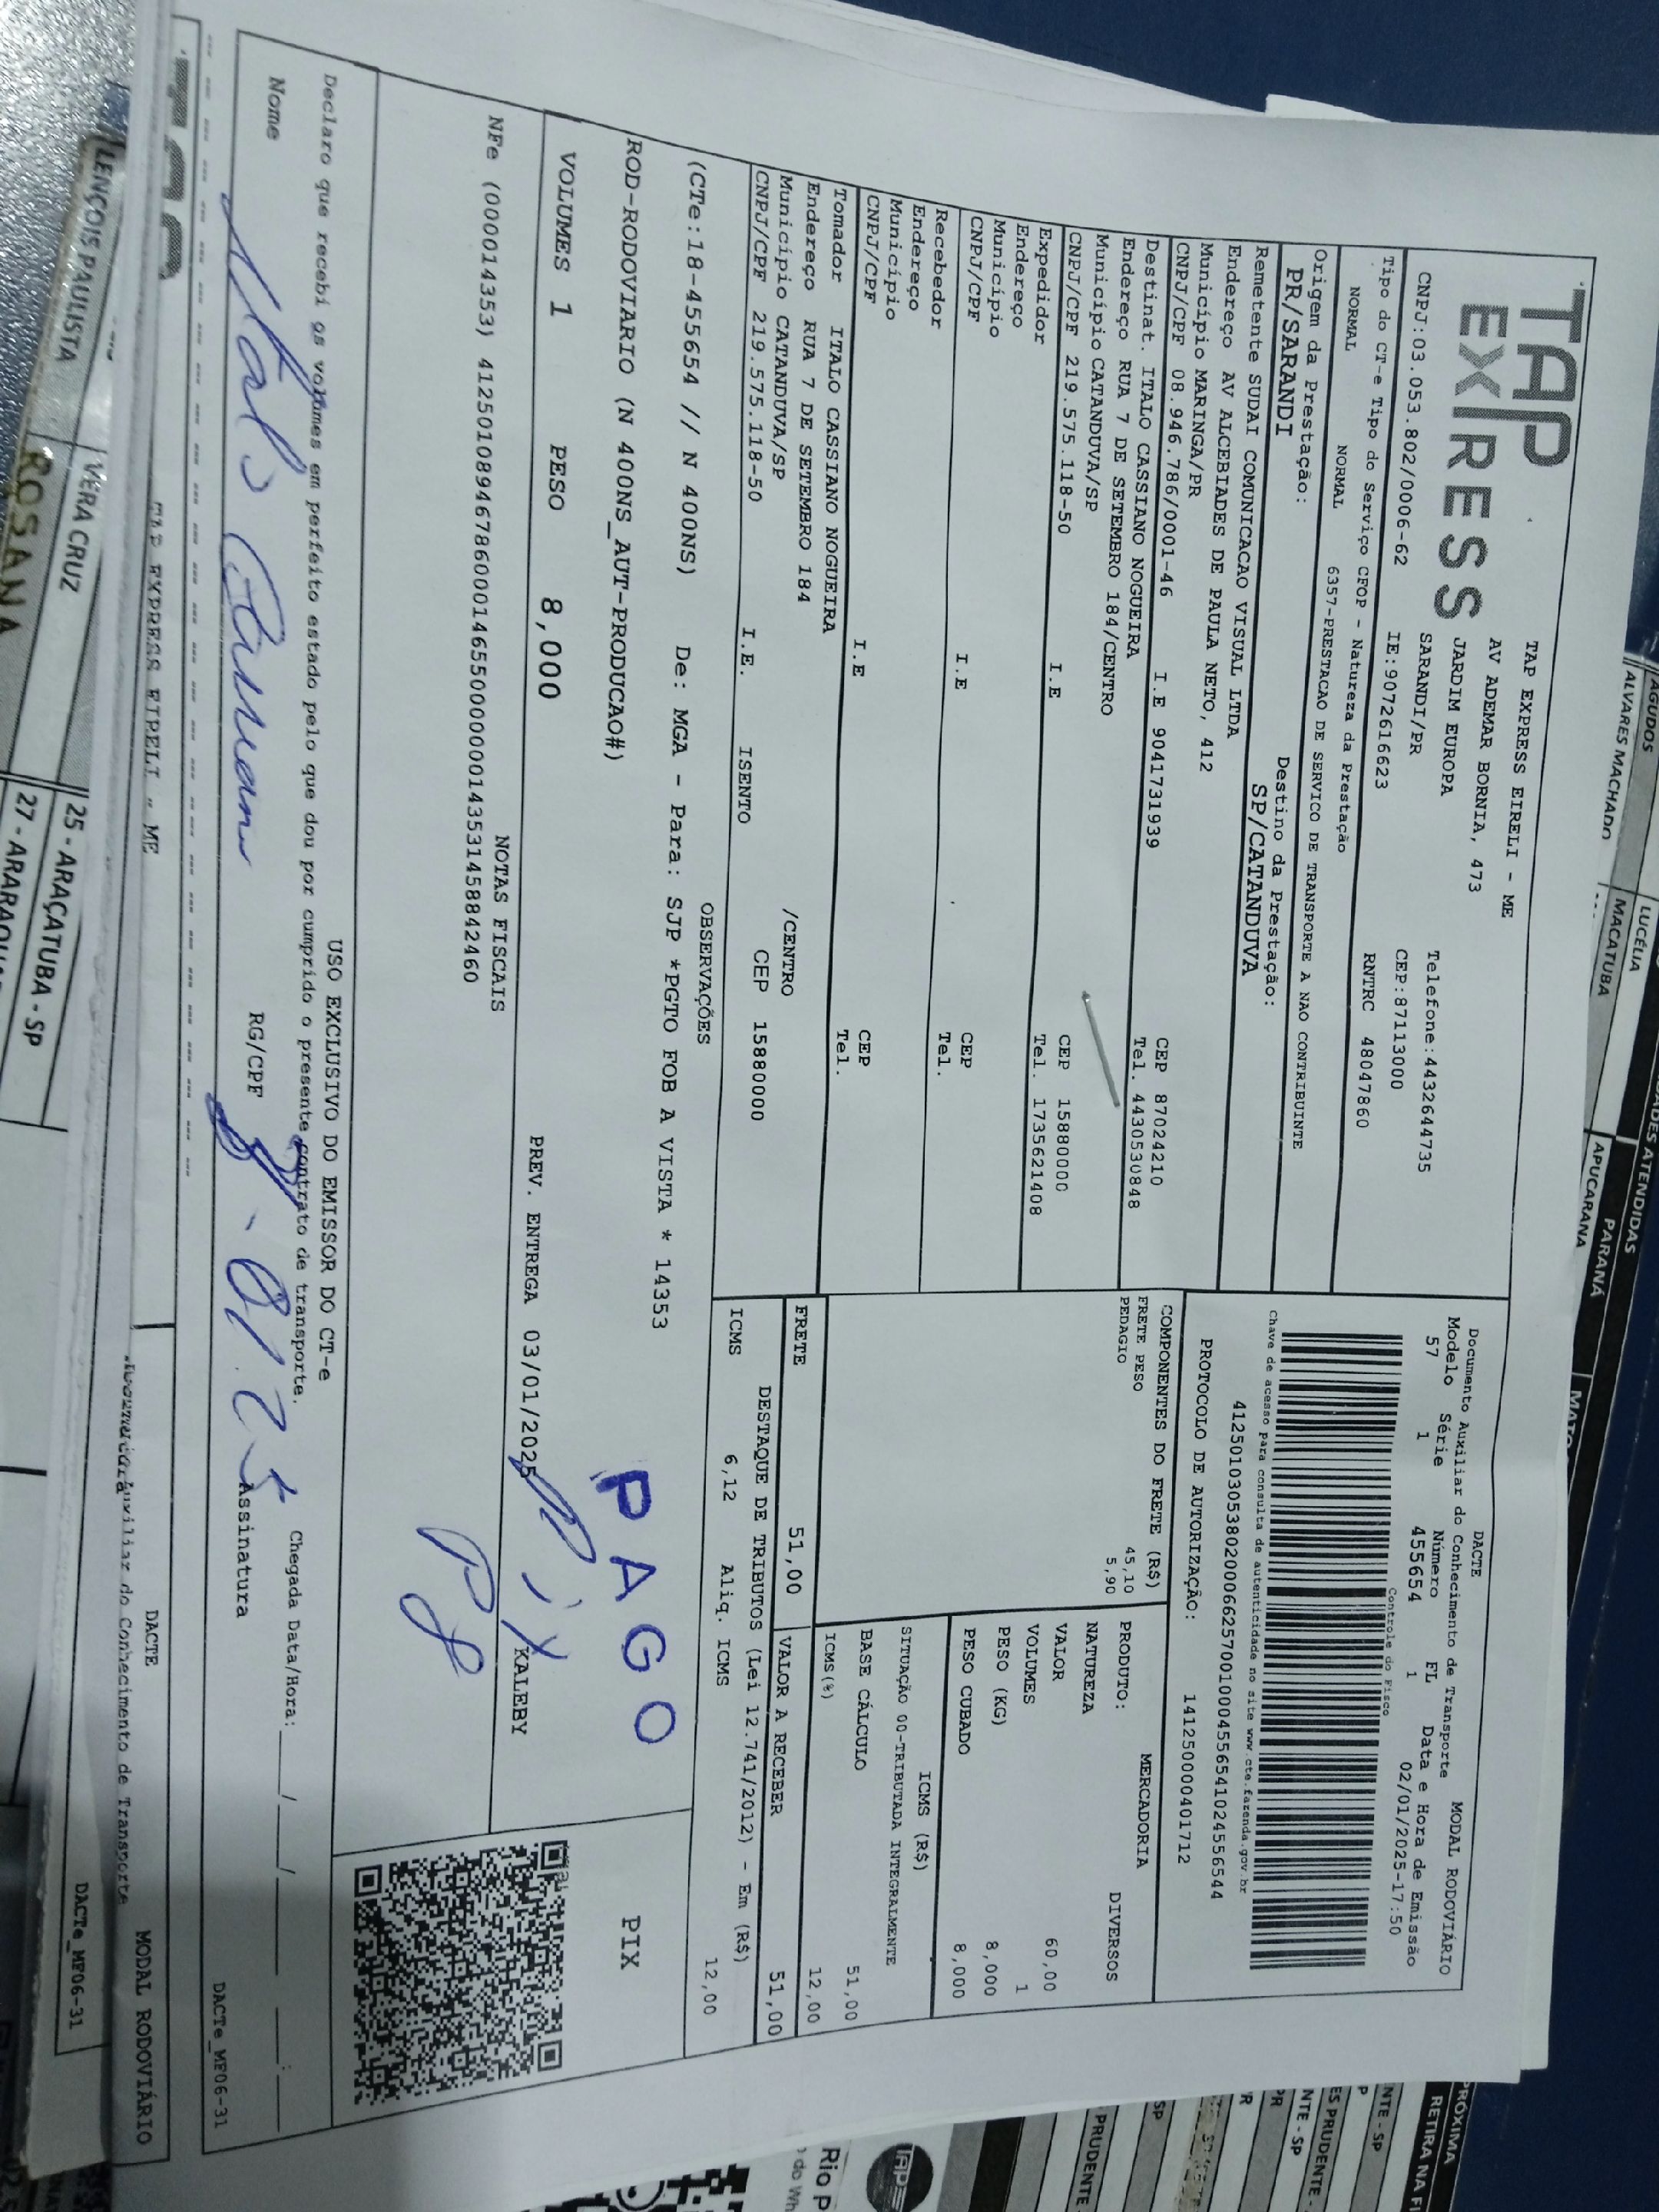 TAP
EXPRESS
TAP EXPRESS EIRELI - ME
AV ADEMAR BORNIA, 473
JARDIM EUROPA
SARANDI/PR
Telefone:4432644735
CEP:87113000
CNPJ:03.053.802/0006-62 IE:9072616623 RNTRC 48047860
Tipo do CT-e Tipo do Serviço CFOP - Natureza da Prestação
NORMAL NORMAL 6357-PRESTACAO DE SERVICO DE TRANSPORTE A NAO CONTRIBUINTE
Origem da Prestação: Destino da Prestação:
PR/SARANDI SP/CATANDUVA
Remetente SUDAI COMUNICACAO VISUAL LTDA
Endereço AV ALCEBIADES DE PAULA NETO, 412
Município MARINGA/PR CEP 87024210
CNPJ/CPF 08.946.786/0001-46 I.E 9041731939 Tel. 44305308​48
Destinat. ITALO CASSIANO NOGUEIRA
Endereço RUA 7 DE SETEMBRO 184/CENTRO
Município CATANDUVA/SP CEP 15880000
CNPJ/CPF 219.575.118-50 I.E Tel. 1735621408
Expedidor
Endereço
Município CEP
CNPJ/CPF I.E Tel.
Recebedor
Endereço
Município CEP
CNPJ/CPF I.E Tel.
Tomador ITALO CASSIANO NOGUEIRA
Endereço RUA 7 DE SETEMBRO 184 /CENTRO
Município CATANDUVA/SP CEP 15880000
CNPJ/CPF 219.575.118-50 I.E. ISENTO
DACTE MODAL RODOVIÁRIO
Documento Auxiliar do Conhecimento de Transporte
Modelo Série Número FL Data e Hora de Emissão
57 1 455654 1 02/01/2025-17:50
Controle do Fisco
Chave de acesso para consulta de autenticidade no site www.cte.fazenda.gov.br
41250103053802000662570010004556541024556544
PROTOCOLO DE AUTORIZAÇÃO: 141250000401712
COMPONENTES DO FRETE (R$)
FRETE PESO 45,10
PEDAGIO 5,90
MERCADORIA
PRODUTO: DIVERSOS
NATUREZA
VALOR 60,00
VOLUMES 1
PESO (KG) 8,000
PESO CUBADO 8,000
ICMS (R$)
SITUAÇÃO 00-TRIBUTADA INTEGRALMENTE
BASE CÁLCULO 51,00
ICMS(%) 12,00
FRETE 51,00 VALOR A RECEBER 51,00
DESTAQUE DE TRIBUTOS (Lei 12.741/2012) - Em (R$)
ICMS 6,12 Aliq. ICMS 12,00
OBSERVAÇÕES
(CTe:18-455654 // N 400NS) De: MGA - Para: SJP *PGTO FOB A VISTA * 14353
ROD-RODOVIARIO (N 400NS_AUT-PRODUCAO#)
PAGO
PIX
Pix
VOLUMES 1 PESO 8,000 PREV. ENTREGA 03/01/2025 KALEBY
NOTAS FISCAIS
NFe (000014353) 41250108946786000146550000000143531458842460
USO EXCLUSIVO DO EMISSOR DO CT-e
Declaro que recebi os volumes em perfeito estado pelo que dou por cumprido o presente contrato de transporte.
Chegada Data/Hora:___/___/______ ___:___
Nome Italo RG/CPF Assinatura
DACTe_MF06-31
TAP EXPRESS EIRELI - ME
DACTE MODAL RODOVIÁRIO
Documento Auxiliar do Conhecimento de Transporte
DACTe_MF06-31
LENÇOIS PAULISTA
VERA CRUZ
ROSANA
25 - ARAÇATUBA - SP
AGUDOS
ALVARES MACHADO
LUCÉLIA
MACATUBA
PARANÁ
APUCARANA
PRUDENTE
RETIRA NA